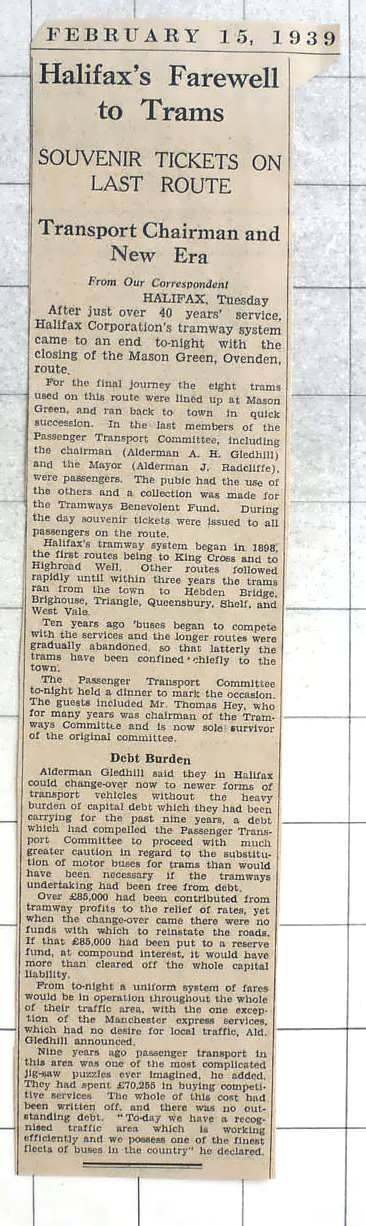 FEBRUARY 15, 1939
Halifax's Farewell
to Trams
SOUVENIR TICKETS ON
LAST ROUTE
Transport Chairman and
New Era
From Our Correspondent
HALIFAX, Tuesday
After just over 40 years' service,
Halifax Corporation's tramway system
came to an end to-night with the
closing of the Mason Green, Ovenden,
route.
For the final journey the eight trams
used on this route were lined up at Mason
Green, and ran back to town in quick
succession. In the last members of the
Passenger Transport Committee, including
the chairman (Alderman A. H. Gledhill)
and the Mayor (Alderman J. Radcliffe),
were passengers. The pubic had the use of
the others and a collection was made for
the Tramways Benevolent Fund. During
the day souvenir tickets were issued to all
passengers on the route.
Halifax's tramway system began in 1898,
the first routes being to King Cross and to
Highroad Well. Other routes followed
rapidly until within three years the trams
ran from the town to Hebden Bridge,
Brighouse, Triangle, Queensbury, Shelf, and
West Vale.
Ten years ago 'buses began to compete
with the services and the longer routes were
gradually abandoned, so that latterly the
trams have been confined chiefly to the
town.
The Passenger Transport Committee
to-night held a dinner to mark the occasion.
The guests included Mr. Thomas Hey, who
for many years was chairman of the Tram-
ways Committee and is now sole survivor
of the original committee.
Debt Burden
Alderman Gledhill said they in Halifax
could change-over now to newer forms of
transport vehicles without the heavy
burden of capital debt which they had been
carrying for the past nine years, a debt
which had compelled the Passenger Trans-
port Committee to proceed with much
greater caution in regard to the substitu-
tion of motor buses for trams than would
have been necessary if the tramways
undertaking had been free from debt.
Over £85,000 had been contributed from
tramway profits to the relief of rates, yet
when the change-over came there were no
funds with which to reinstate the roads.
If that £85,000 had been put to a reserve
fund, at compound interest, it would have
more than cleared off the whole capital
liability.
From to-night a uniform system of fares
would be in operation throughout the whole
of their traffic area, with the one excep-
tion of the Manchester express services,
which had no desire for local traffic, Ald.
Gledhill announced.
Nine years ago passenger transport in
this area was one of the most complicated
jig-saw puzzles ever imagined, he added.
They had spent £70,255 in buying competi-
tive services The whole of this cost had
been written off, and there was no out-
standing debt. "To-day we have a recog-
nised traffic area which is working
efficiently and we possess one of the finest
fleets of buses in the country" he declared.